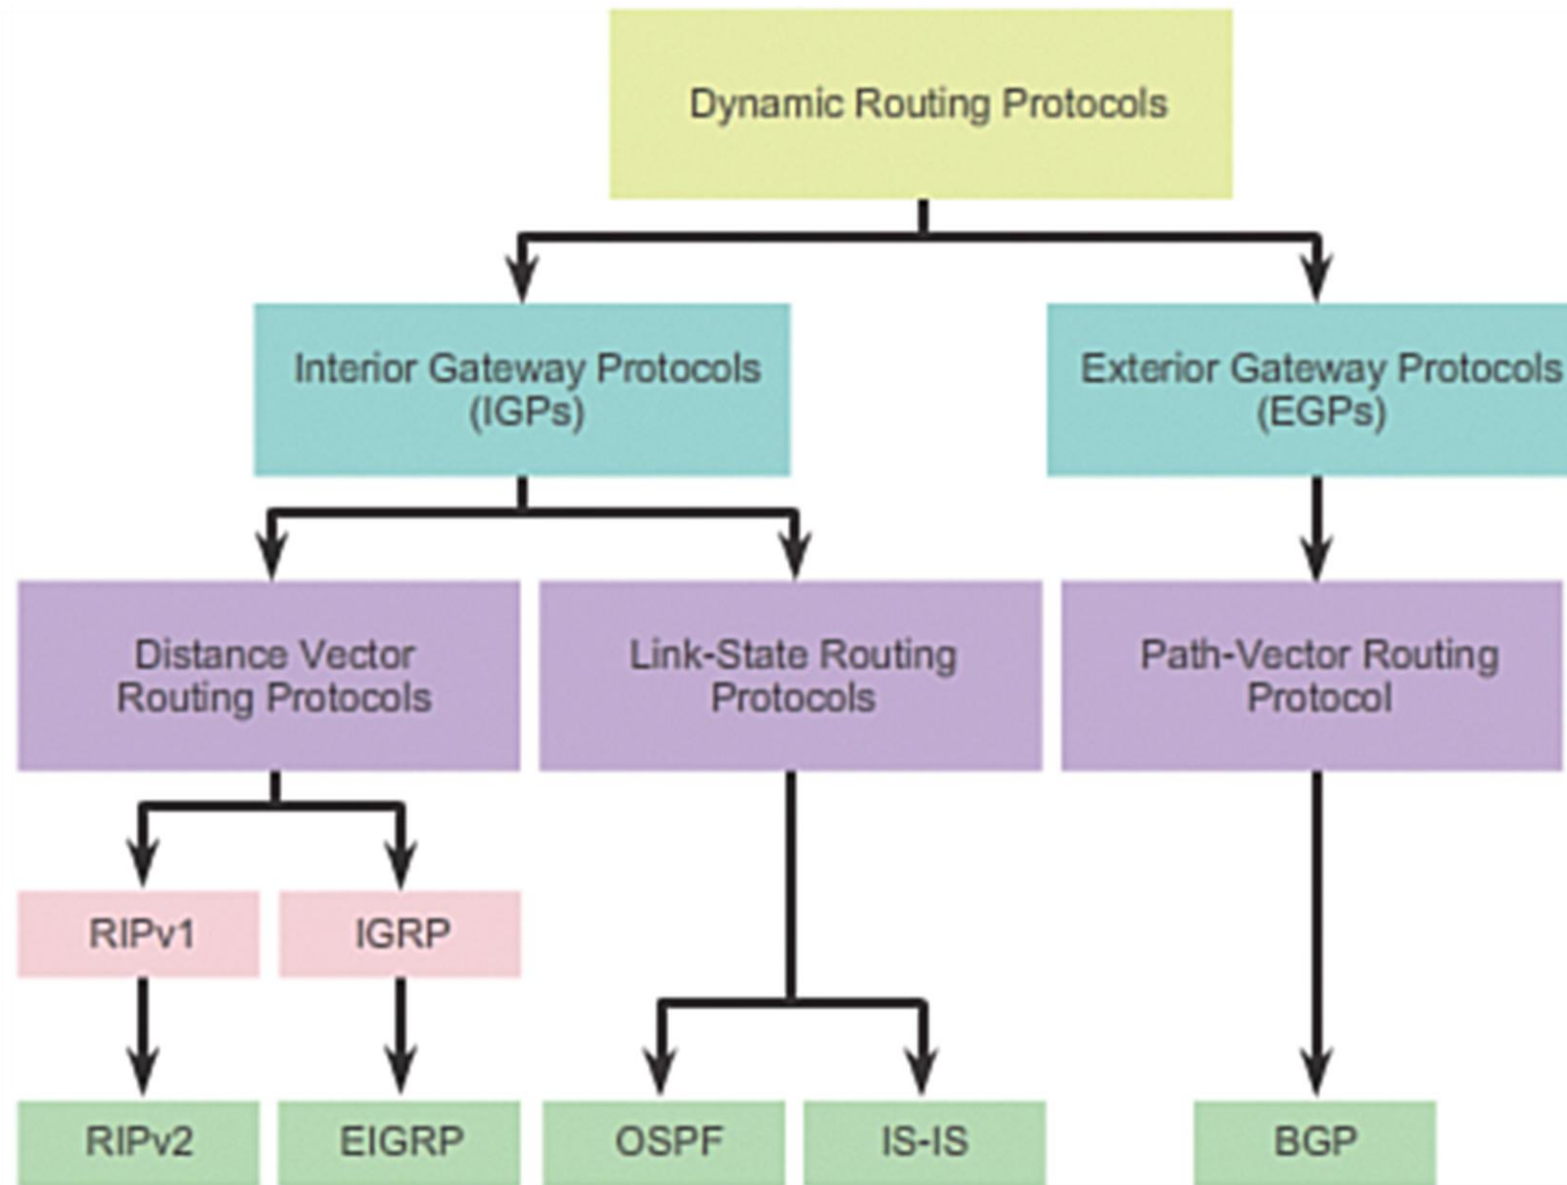 Dynamic Routing Protocols
Interior Gateway Protocols
(IGPs)
Exterior Gateway Protocols
(EGPs)
Distance Vector
Routing Protocols
Link-State Routing
Protocols
Path-Vector Routing
Protocol
RIPv1
IGRP
RIPv2
EIGRP
OSPF
IS-IS
BGP